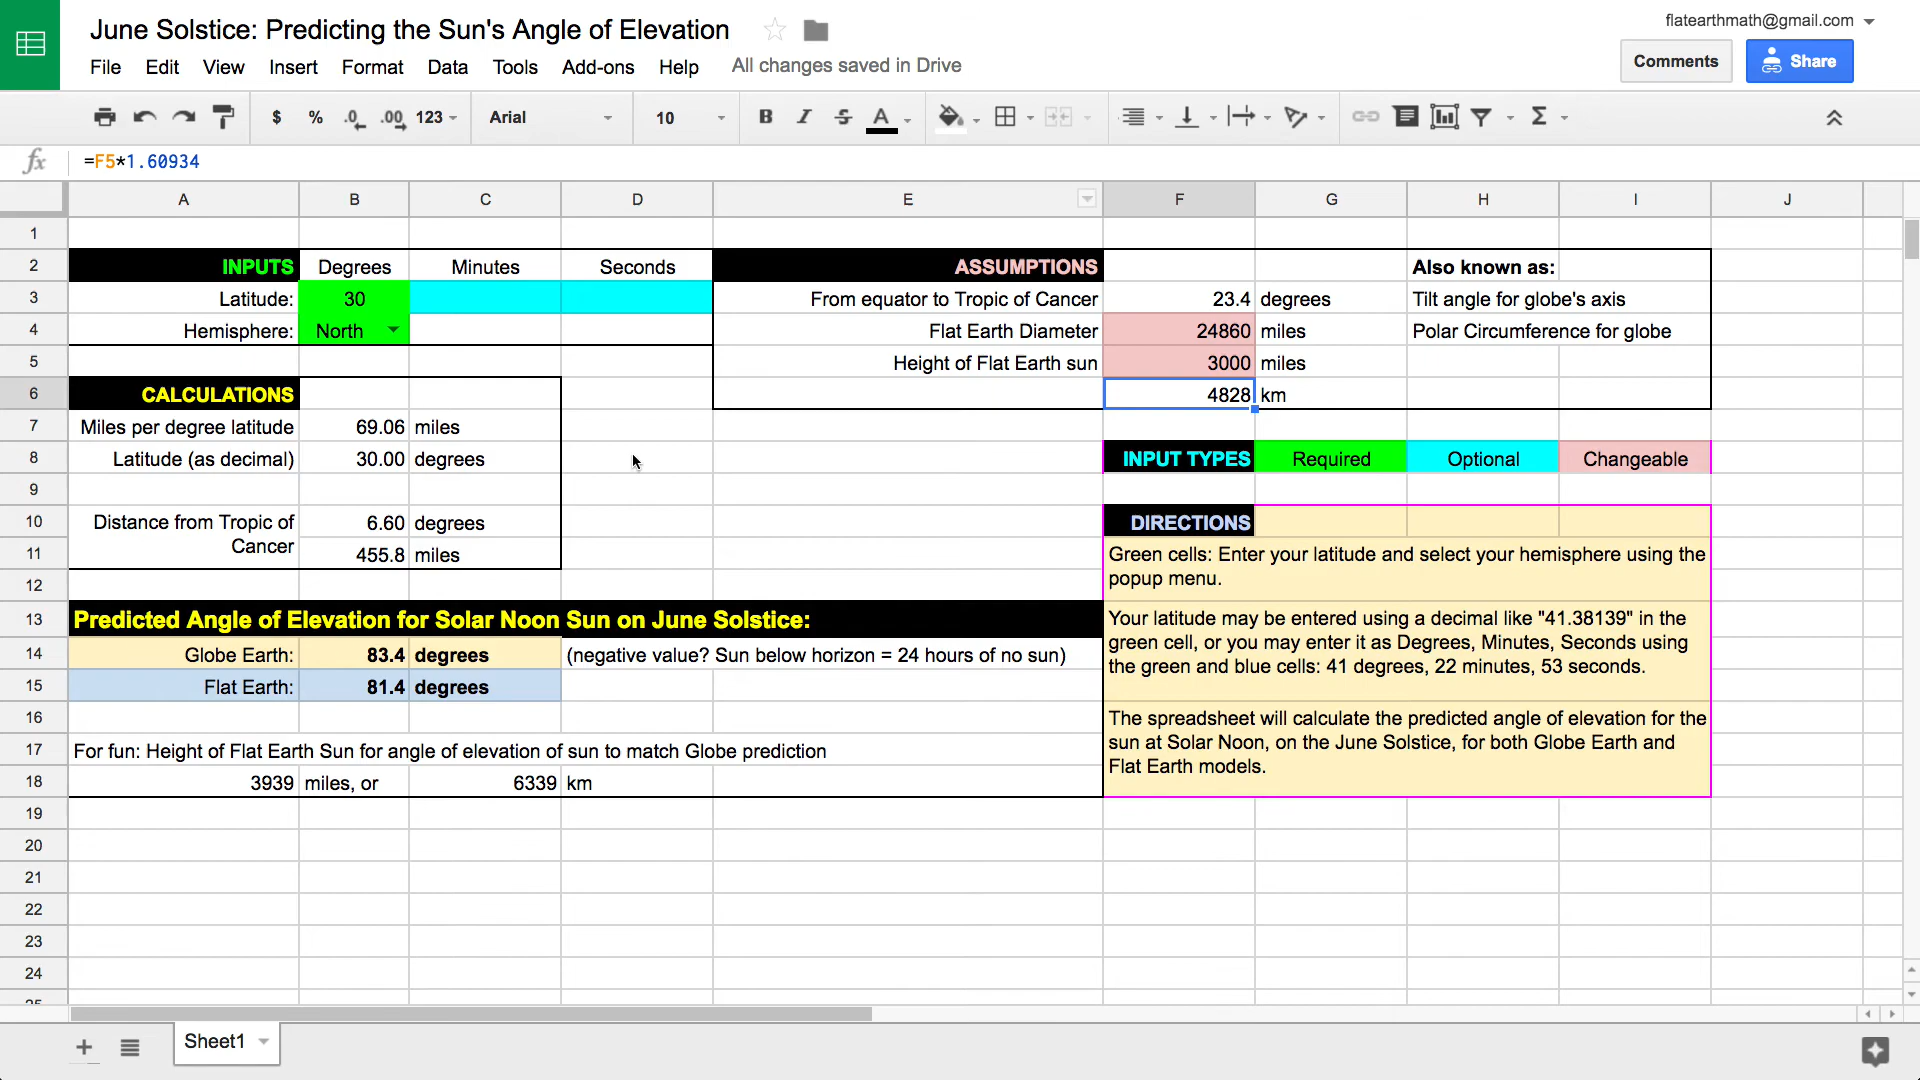 June Solstice: Predicting the Sun's Angle of Elevation
flatearthmath@gmail.com
File Edit View Insert Format Data Tools Add-ons Help All changes saved in Drive
Comments Share
$ % .0 .00 123 Arial 10 B I S A Σ
fx =F5*1.60934
A B C D E F G H I J
1
2 INPUTS Degrees Minutes Seconds ASSUMPTIONS Also known as:
3 Latitude: 30 From equator to Tropic of Cancer 23.4 degrees Tilt angle for globe's axis
4 Hemisphere: North Flat Earth Diameter 24860 miles Polar Circumference for globe
5 Height of Flat Earth sun 3000 miles
6 CALCULATIONS 4828 km
7 Miles per degree latitude 69.06 miles
8 Latitude (as decimal) 30.00 degrees INPUT TYPES Required Optional Changeable
9
10 Distance from Tropic of 6.60 degrees DIRECTIONS
Cancer
11 455.8 miles Green cells: Enter your latitude and select your hemisphere using the
popup menu.
12
13 Predicted Angle of Elevation for Solar Noon Sun on June Solstice: Your latitude may be entered using a decimal like "41.38139" in the
green cell, or you may enter it as Degrees, Minutes, Seconds using
14 Globe Earth: 83.4 degrees (negative value? Sun below horizon = 24 hours of no sun) the green and blue cells: 41 degrees, 22 minutes, 53 seconds.
15 Flat Earth: 81.4 degrees
16 The spreadsheet will calculate the predicted angle of elevation for the
17 For fun: Height of Flat Earth Sun for angle of elevation of sun to match Globe prediction sun at Solar Noon, on the June Solstice, for both Globe Earth and
Flat Earth models.
18 3939 miles, or 6339 km
19
20
21
22
23
24
25
Sheet1